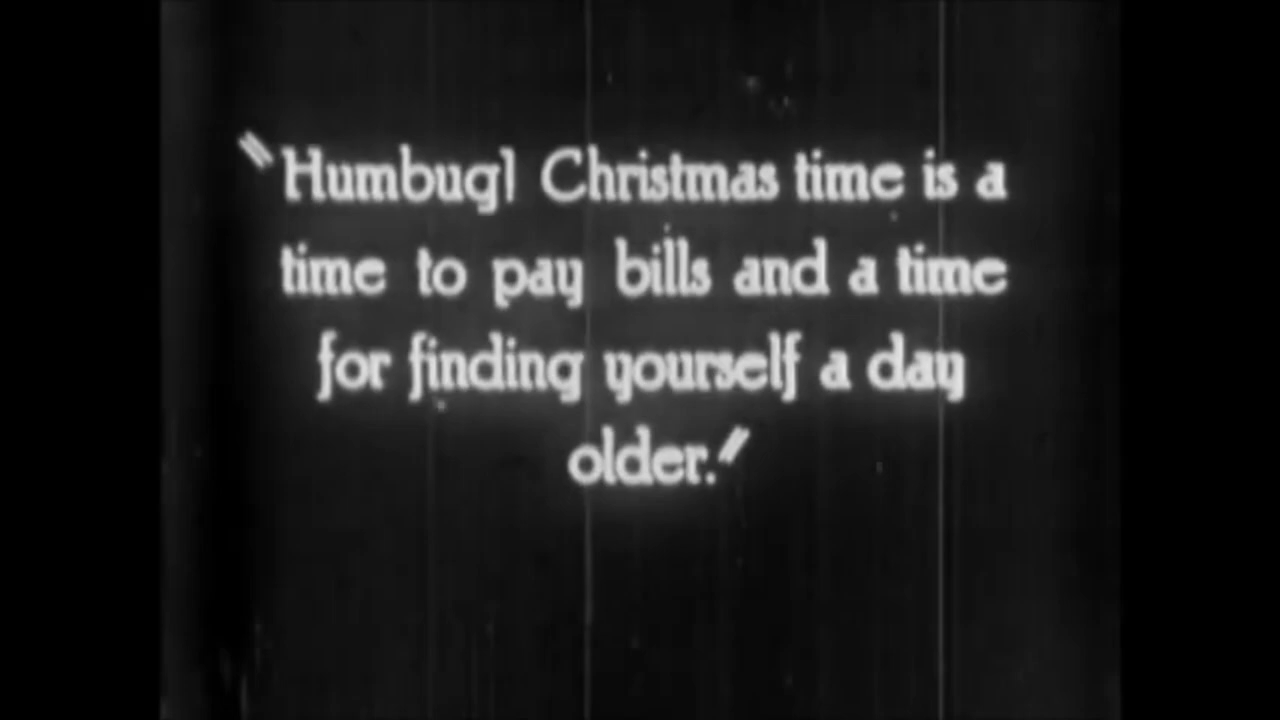 "Humbug! Christmas time is a
time to pay bills and a time
for finding yourself a day
older."